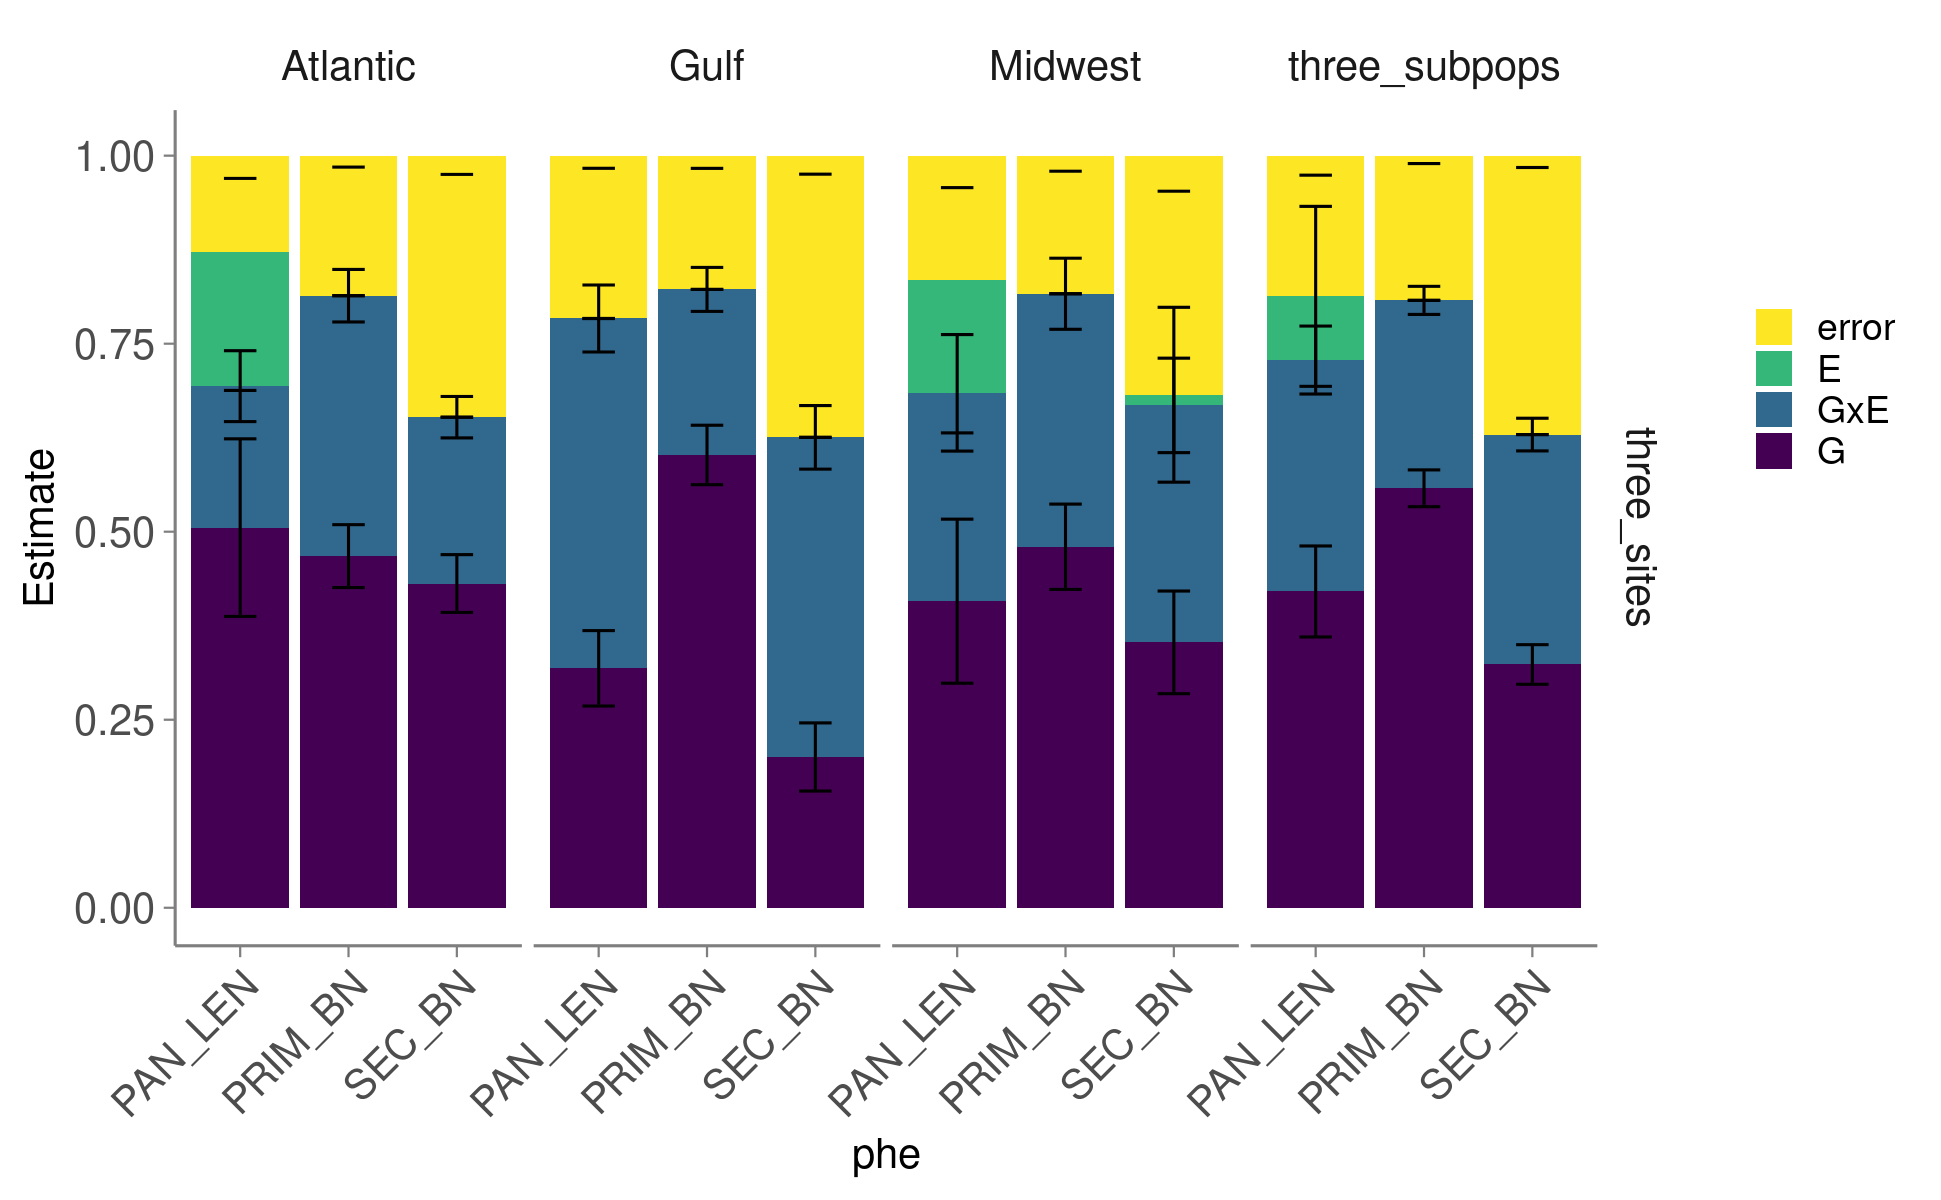 Atlantic Gulf Midwest three_subpops
1.00
0.75
0.50
0.25
0.00
Estimate
three_sites
error
E
GxE
G
PAN_LEN PRIM_BN SEC_BN PAN_LEN PRIM_BN SEC_BN PAN_LEN PRIM_BN SEC_BN PAN_LEN PRIM_BN SEC_BN
phe